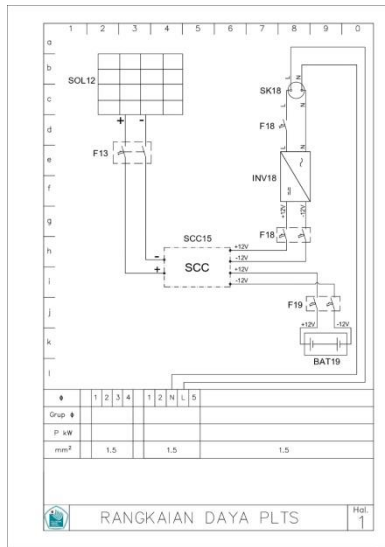 1 2 3 4 5 6 7 8 9 0
a
b
c
d
e
f
g
h
i
j
k
l
SOL12
+ -
F13
L N
SK18
F18
L N
INV18
+12V -12V
F18
SCC15
SCC
-
+
+12V
-12V
+12V
-12V
F19
+12V -12V
BAT19
ф 1 2 3 4 1 2 N L 5
Grup ф
P kW
mm² 1.5 1.5 1.5
RANGKAIAN DAYA PLTS
Hal.
1